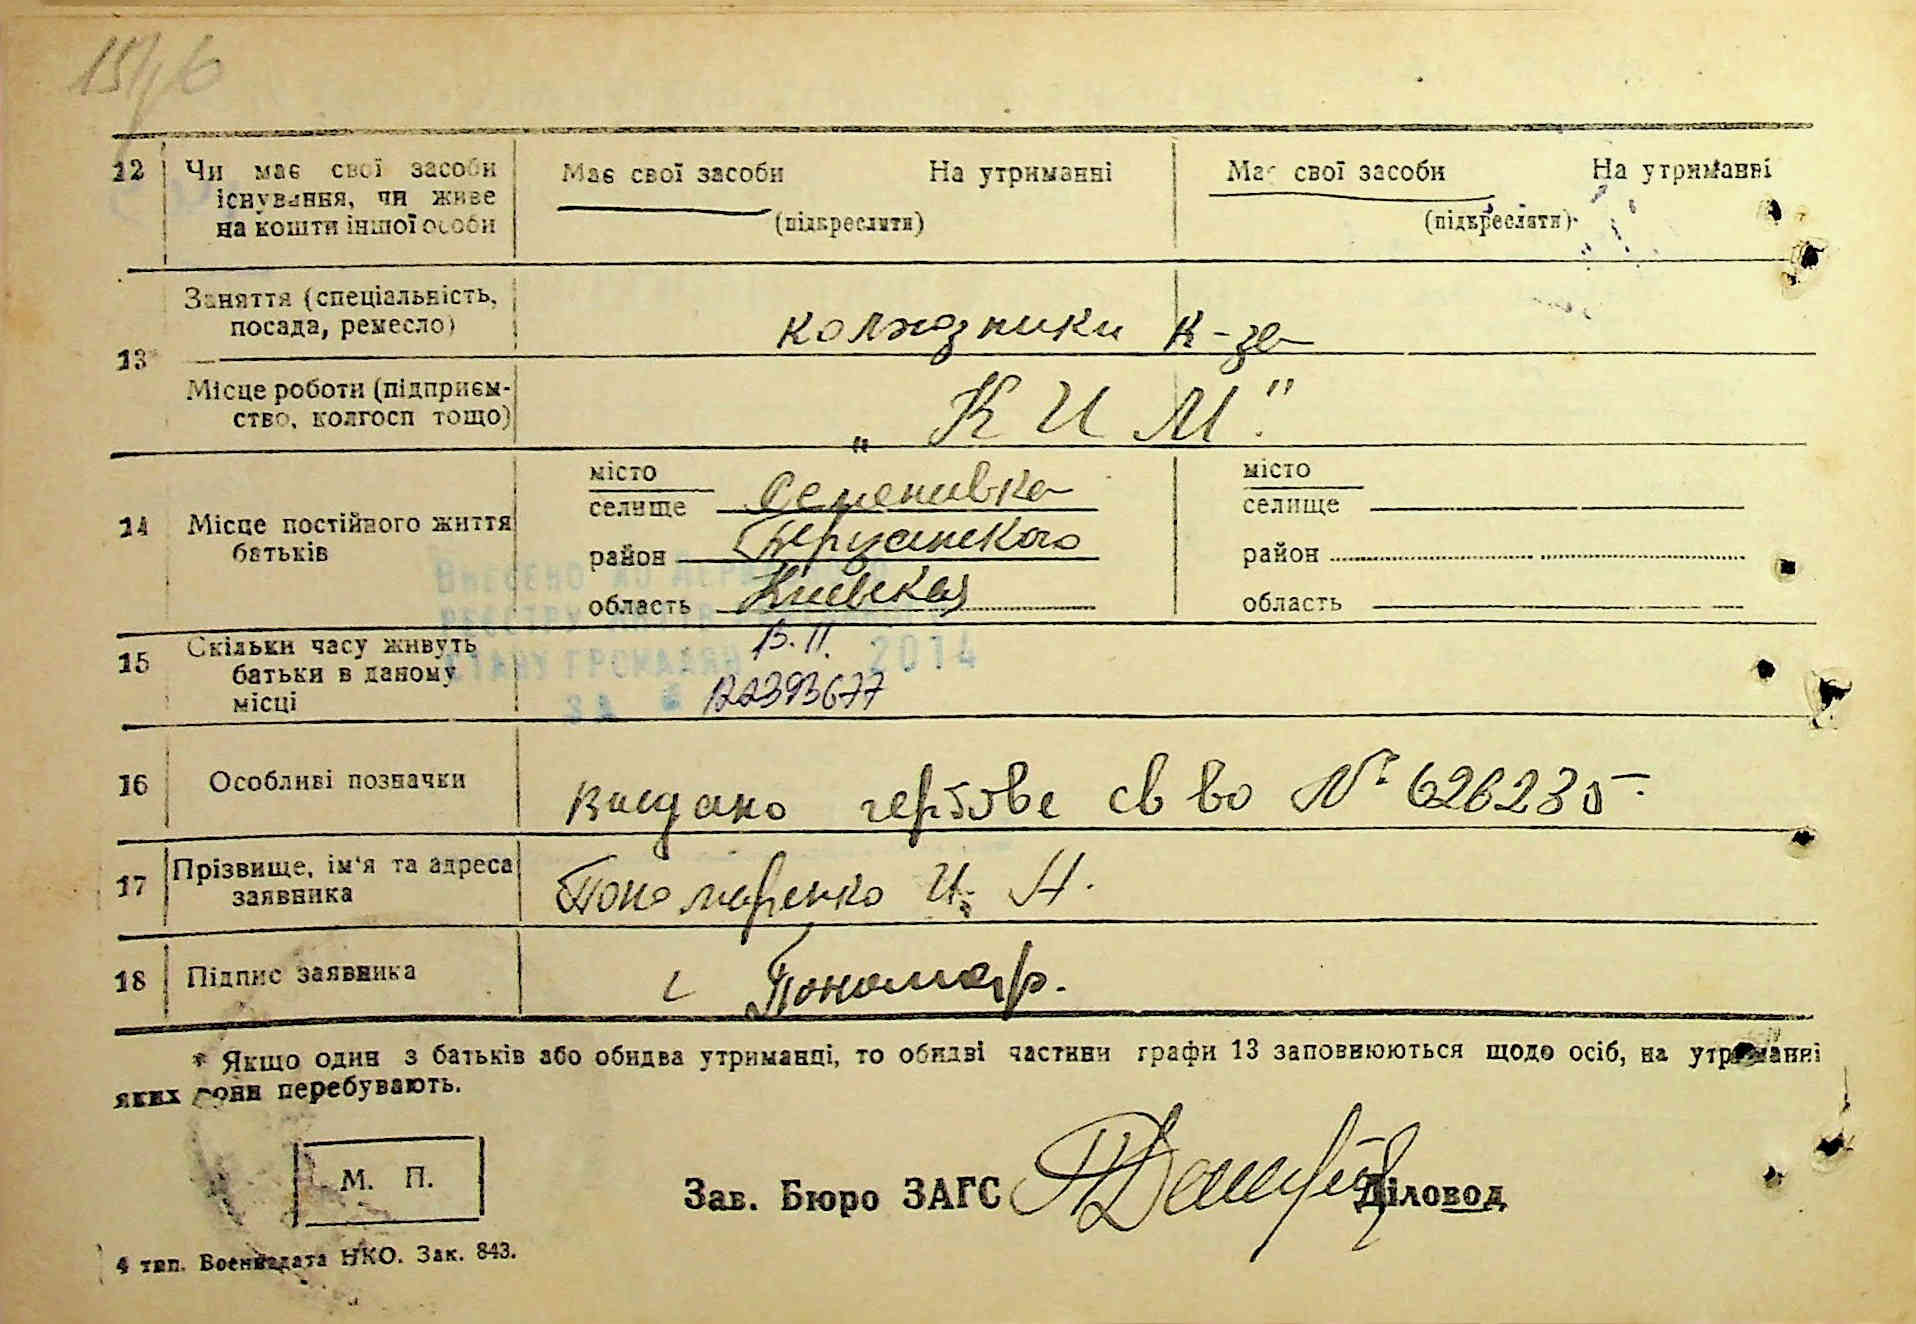 12 Чи має свої засоби Має свої засоби На утриманні Має свої засоби На утриманні
існування, чи живе
на кошти іншої особи (підкреслити) (підкреслити)
Заняття (спеціальність,
посада, ремесло) колхозники к-за
13*
Місце роботи (підприєм-
ство, колгосп тощо) „КИМ"
місто місто
селище селище
14 Місце постійного життя
батьків район район
область Киевская область
Внесено до державного
реєстру актів цивільного
стану громадян 2014
за №
15 Скільки часу живуть
батьки в даному
місці
13.11.
16 Особливі позначки Видано гербове св во № 626235
17 Прізвище, ім'я та адреса
заявника Пономаренко И. Н.
18 Підпис заявника Пономар.
* Якщо один з батьків або обидва утриманці, то обидві частини графи 13 заповнюються щодо осіб, на утриманні
яких вони перебувають.
М. П.
Зав. Бюро ЗАГС Діловод
4 тип. Воениздата НКО. Зак. 843.